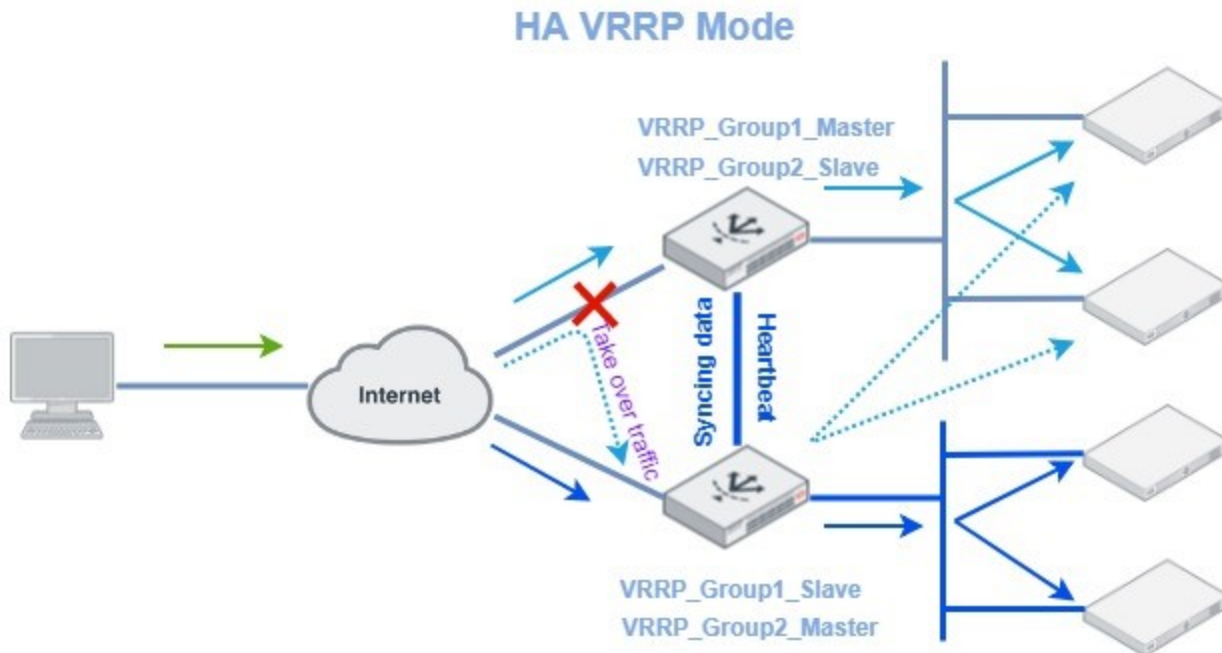 HA VRRP Mode
VRRP_Group1_Master
VRRP_Group2_Slave
Internet
Take over traffic
Syncing data
Heartbeat
VRRP_Group1_Slave
VRRP_Group2_Master